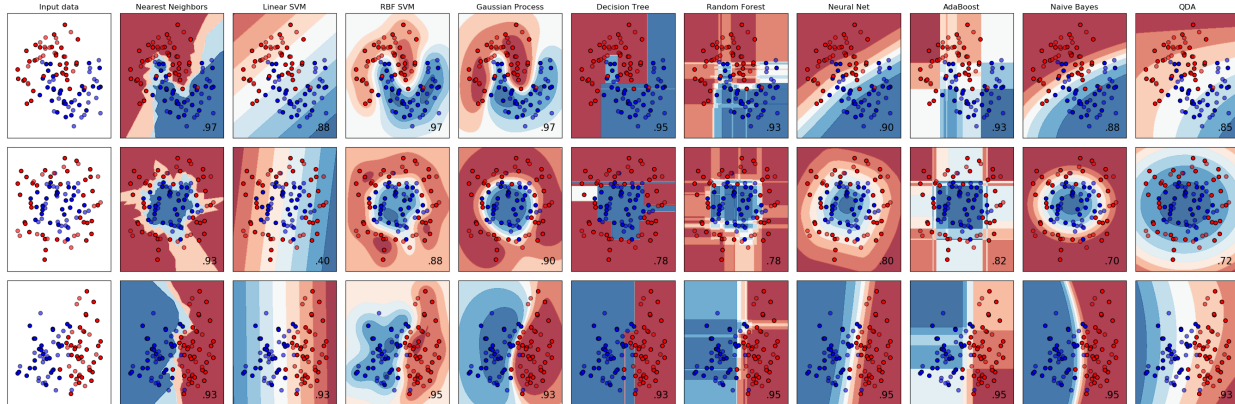 Input data
Nearest Neighbors
Linear SVM
RBF SVM
Gaussian Process
Decision Tree
Random Forest
Neural Net
AdaBoost
Naive Bayes
QDA
.97 .88 .97 .97 .95 .93 .90 .93 .88 .85
.93 .40 .88 .90 .78 .78 .80 .82 .70 .72
.93 .93 .95 .93 .93 .95 .95 .95 .95 .93